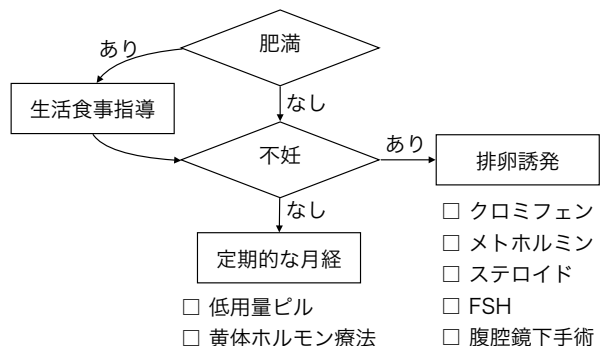 肥満
あり
生活食事指導
なし
不妊
あり
排卵誘発
なし
定期的な月経
□ 低用量ピル
□ 黄体ホルモン療法
□ クロミフェン
□ メトホルミン
□ ステロイド
□ FSH
□ 腹腔鏡下手術